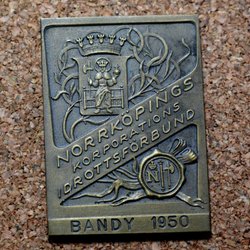 NORRKÖPINGS
KORPORATIONS
IDROTTSFÖRBUND
BANDY 1950